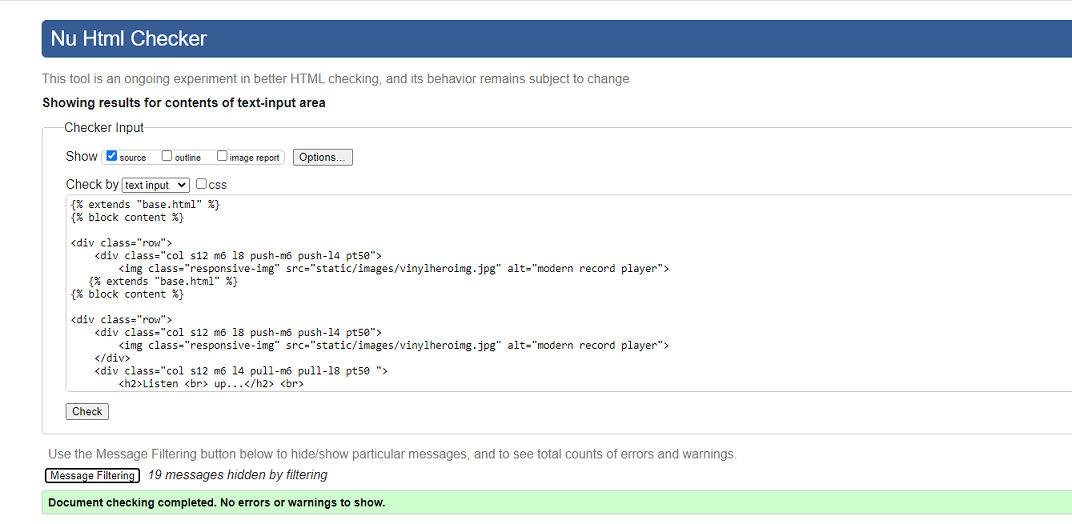 Nu Html Checker
This tool is an ongoing experiment in better HTML checking, and its behavior remains subject to change
Showing results for contents of text-input area
Checker Input
Show source outline image report Options...
Check by text input css
{% extends "base.html" %}
{% block content %}
<div class="row">
<div class="col s12 m6 l8 push-m6 push-l4 pt50">
<img class="responsive-img" src="static/images/vinylheroimg.jpg" alt="modern record player">
{% extends "base.html" %}
{% block content %}
<div class="row">
<div class="col s12 m6 l8 push-m6 push-l4 pt50">
<img class="responsive-img" src="static/images/vinylheroimg.jpg" alt="modern record player">
</div>
<div class="col s12 m6 l4 pull-m6 pull-l8 pt50 ">
<h2>Listen <br> up...</h2> <br>
Check
Use the Message Filtering button below to hide/show particular messages, and to see total counts of errors and warnings.
Message Filtering 19 messages hidden by filtering
Document checking completed. No errors or warnings to show.